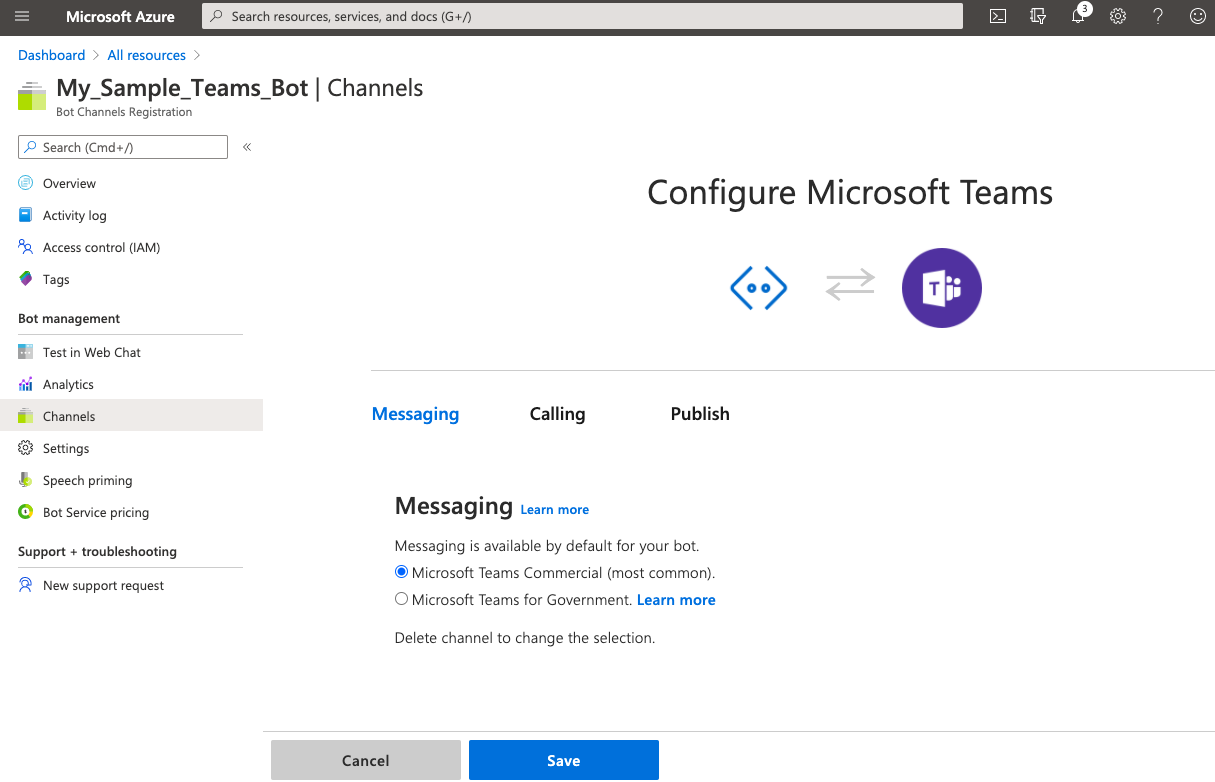 Microsoft Azure
Search resources, services, and docs (G+/)
3
Dashboard > All resources >
My_Sample_Teams_Bot | Channels
Bot Channels Registration
Search (Cmd+/)
«
Overview
Activity log
Access control (IAM)
Tags
Bot management
Test in Web Chat
Analytics
Channels
Settings
Speech priming
Bot Service pricing
Support + troubleshooting
New support request
Configure Microsoft Teams
T
Messaging Calling Publish
Messaging Learn more
Messaging is available by default for your bot.
Microsoft Teams Commercial (most common).
Microsoft Teams for Government. Learn more
Delete channel to change the selection.
Cancel Save